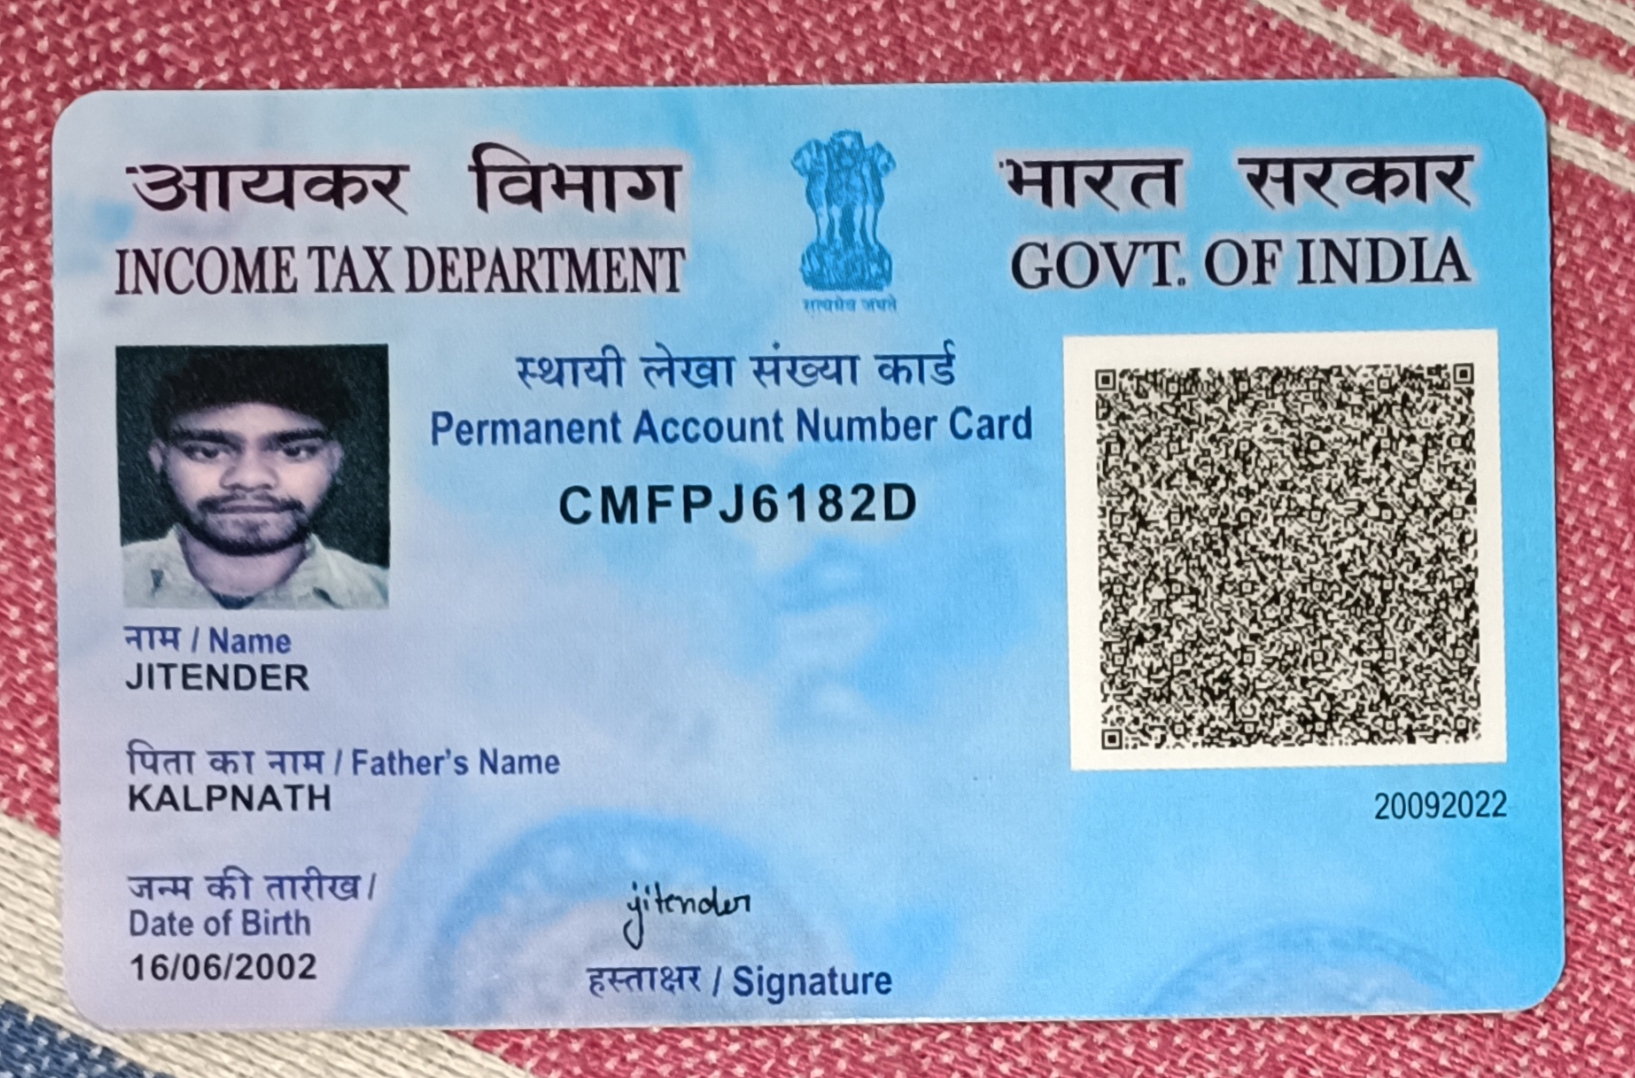 आयकर विभाग
INCOME TAX DEPARTMENT
सत्यमेव जयते
भारत सरकार
GOVT. OF INDIA
स्थायी लेखा संख्या कार्ड
Permanent Account Number Card
CMFPJ6182D
नाम / Name
JITENDER
पिता का नाम / Father's Name
KALPNATH
20092022
जन्म की तारीख /
Date of Birth
16/06/2002
jitender
हस्ताक्षर / Signature